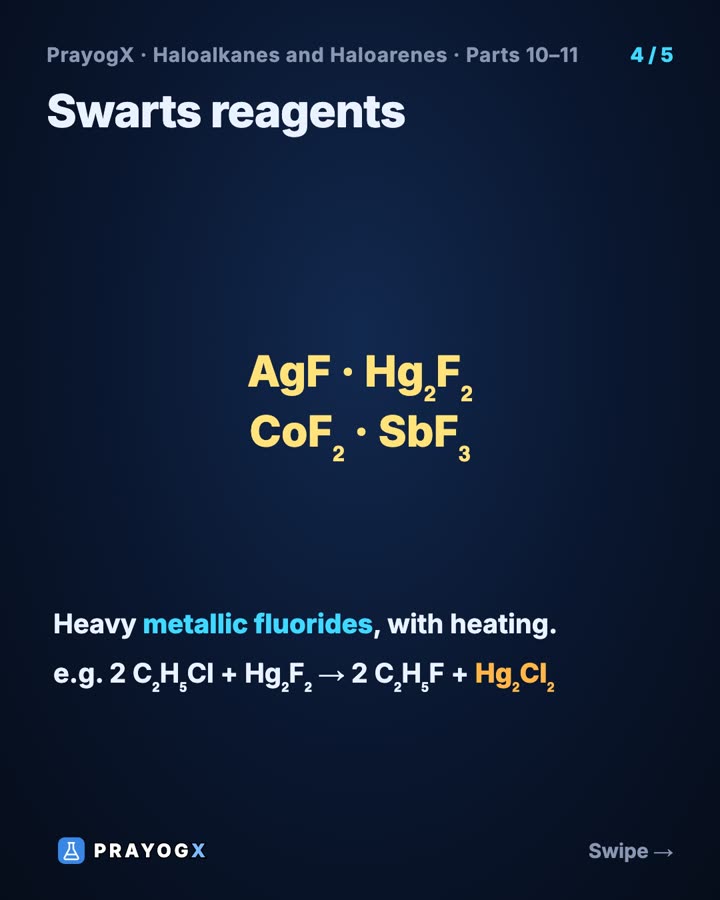 PrayogX · Haloalkanes and Haloarenes · Parts 10–11 4 / 5
Swarts reagents
AgF · Hg₂F₂
CoF₂ · SbF₃
Heavy metallic fluorides, with heating.
e.g. 2 C₂H₅Cl + Hg₂F₂ → 2 C₂H₅F + Hg₂Cl₂
PRAYOGX Swipe →